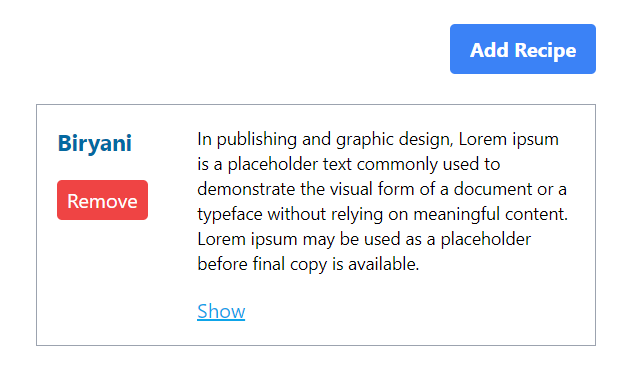 Add Recipe
Biryani
Remove
In publishing and graphic design, Lorem ipsum
is a placeholder text commonly used to
demonstrate the visual form of a document or a
typeface without relying on meaningful content.
Lorem ipsum may be used as a placeholder
before final copy is available.
Show